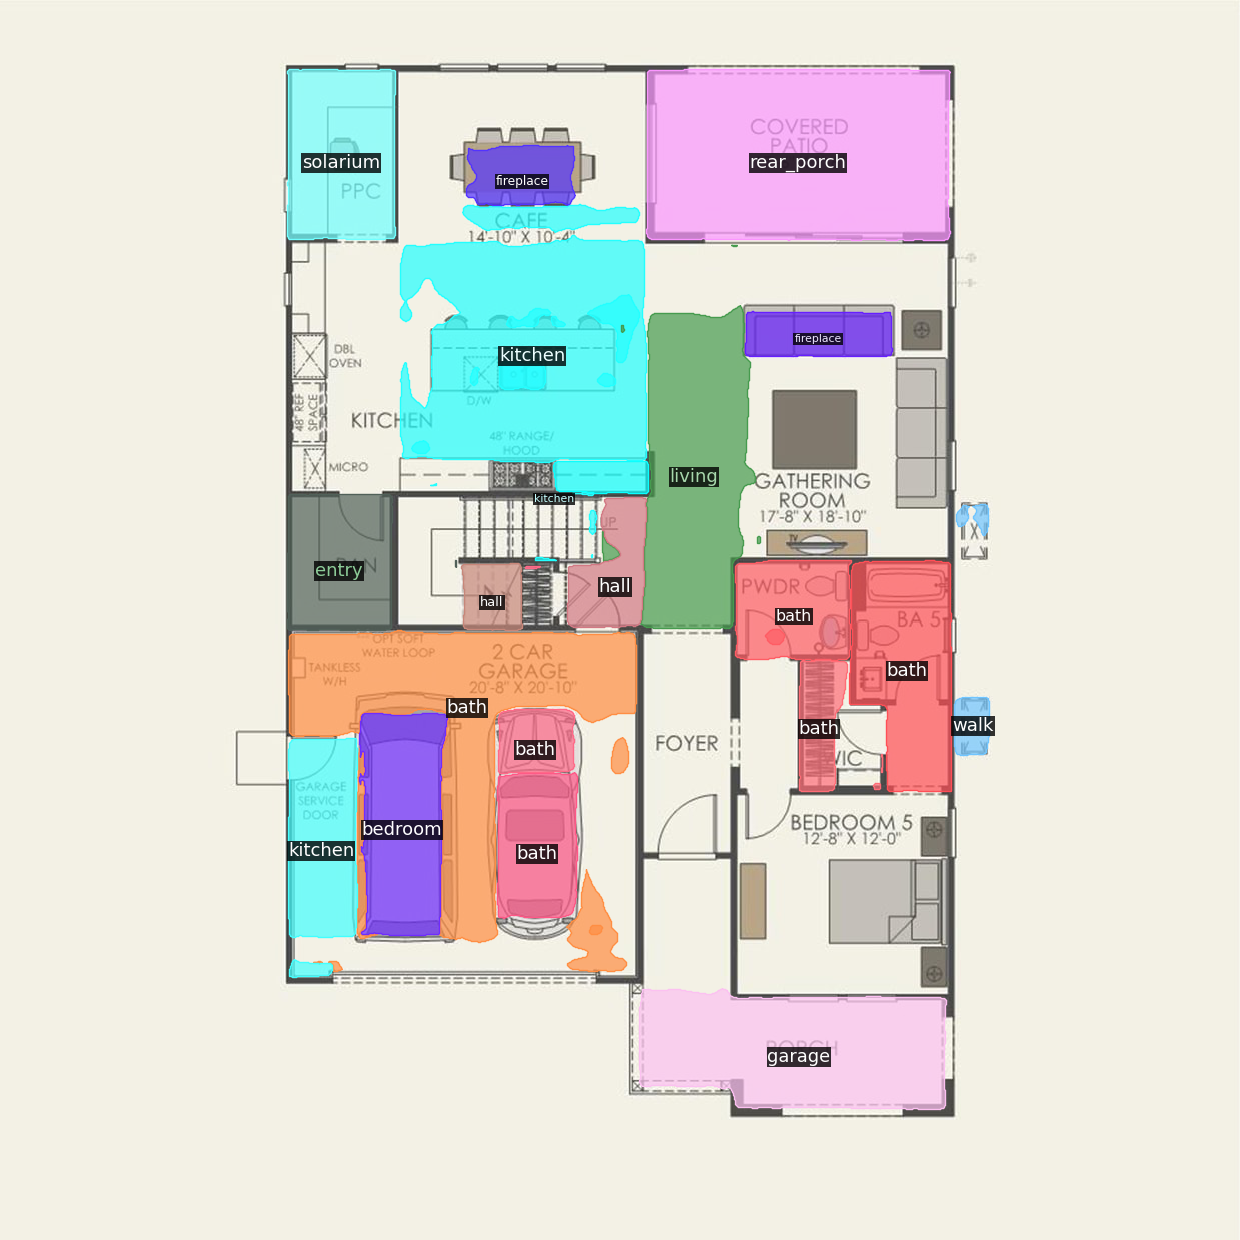 COVERED
PATIO
solarium
rear_porch
PPC
fireplace
CAFE
14'-10" X 10'-4"
fireplace
DBL
OVEN
kitchen
D/W
48" REF
SPACE
KITCHEN
48" RANGE/
HOOD
MICRO
living
GATHERING
ROOM
17'-8" X 18'-10"
kitchen
UP
TV
entry
hall
hall
PWDR
bath
BA 5
bath
OPT SOFT
WATER LOOP
2 CAR
GARAGE
20'-8" X 20'-10"
TANKLESS
W/H
bath
bath
walk
FOYER
bath
WIC
GARAGE
SERVICE
DOOR
bedroom
kitchen
bath
BEDROOM 5
12'-8" X 12'-0"
PORCH
garage